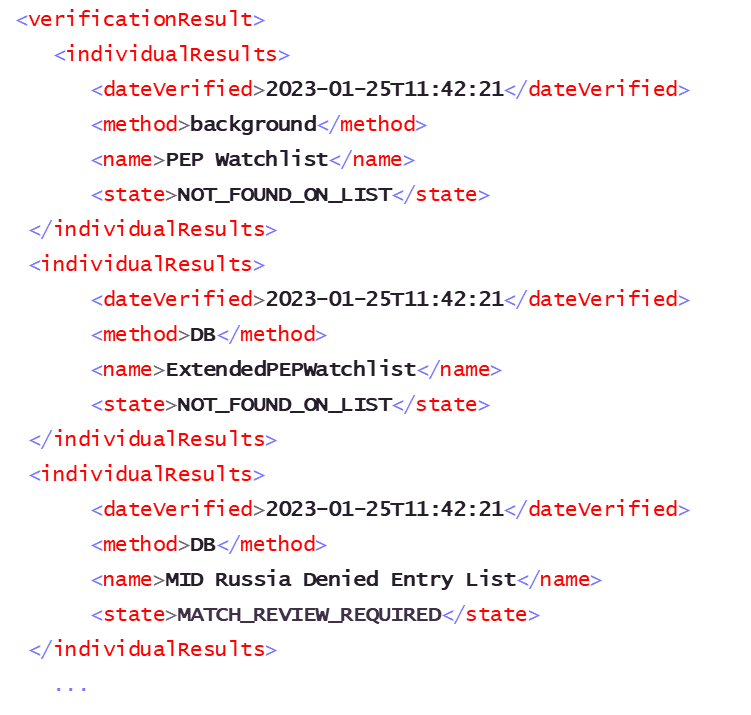 <verificationResult>
<individualResults>
<dateVerified>2023-01-25T11:42:21</dateVerified>
<method>background</method>
<name>PEP Watchlist</name>
<state>NOT_FOUND_ON_LIST</state>
</individualResults>
<individualResults>
<dateVerified>2023-01-25T11:42:21</dateVerified>
<method>DB</method>
<name>ExtendedPEPWatchlist</name>
<state>NOT_FOUND_ON_LIST</state>
</individualResults>
<individualResults>
<dateVerified>2023-01-25T11:42:21</dateVerified>
<method>DB</method>
<name>MID Russia Denied Entry List</name>
<state>MATCH_REVIEW_REQUIRED</state>
</individualResults>
...